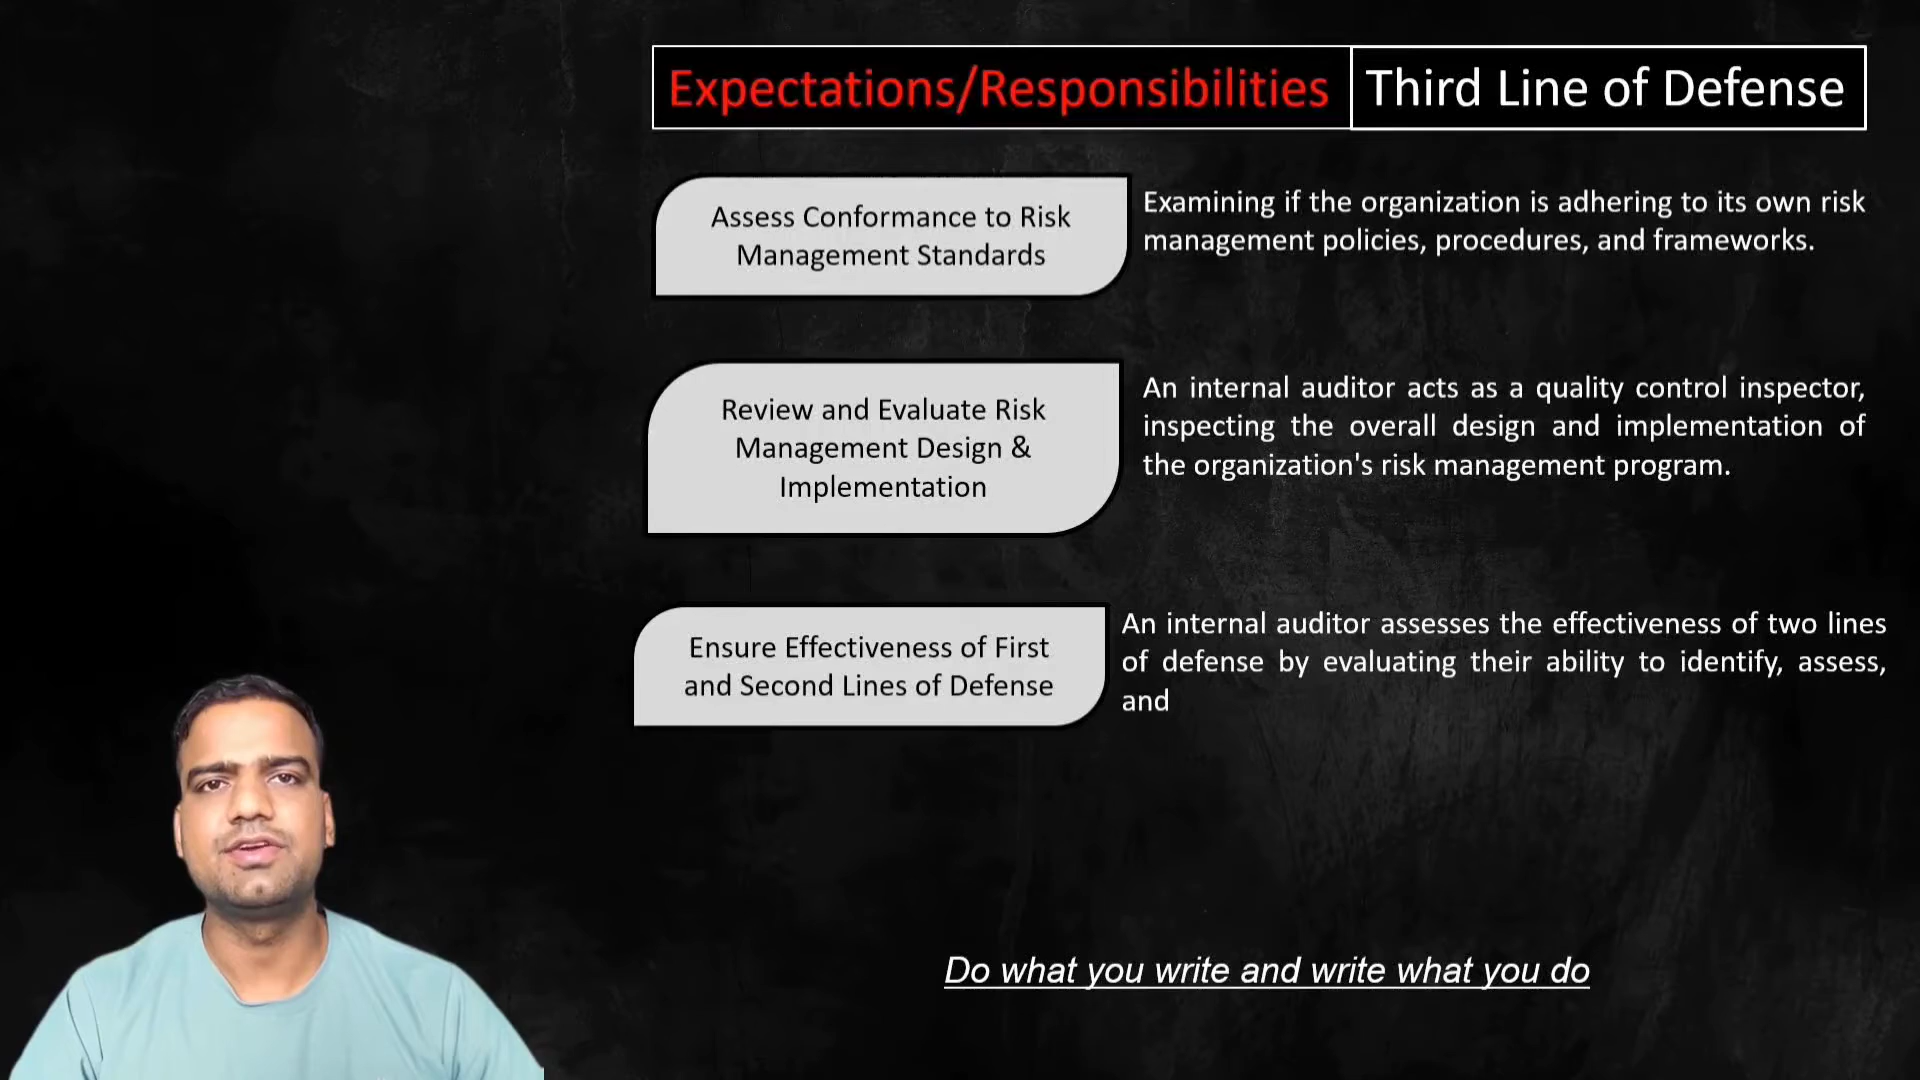 Expectations/Responsibilities
Third Line of Defense
Assess Conformance to Risk
Management Standards
Examining if the organization is adhering to its own risk
management policies, procedures, and frameworks.
Review and Evaluate Risk
Management Design &
Implementation
An internal auditor acts as a quality control inspector,
inspecting the overall design and implementation of
the organization's risk management program.
Ensure Effectiveness of First
and Second Lines of Defense
An internal auditor assesses the effectiveness of two lines
of defense by evaluating their ability to identify, assess,
and
Do what you write and write what you do